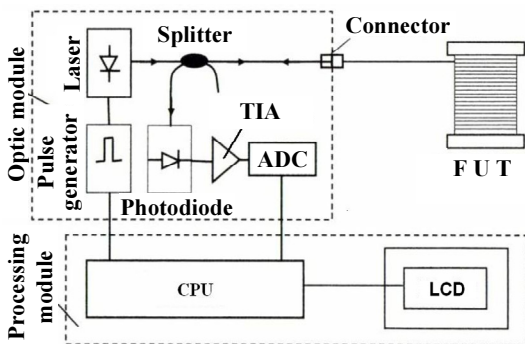 Splitter
Connector
Optic module
Laser
Pulse
generator
TIA
ADC
Photodiode
F U T
Processing
module
CPU
LCD